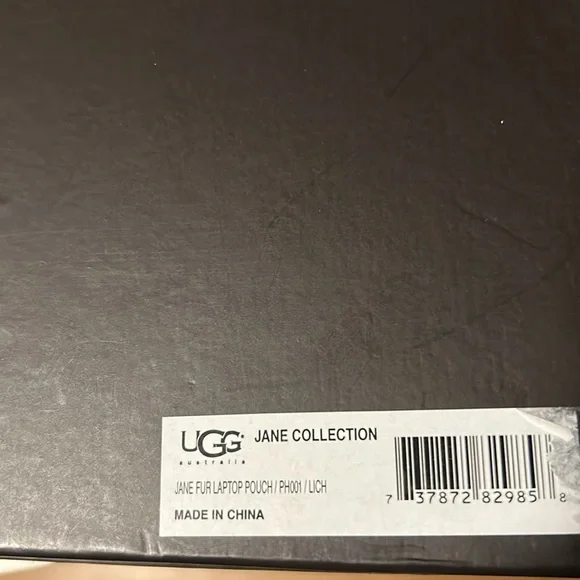 UGG® JANE COLLECTION
australia
JANE FUR LAPTOP POUCH / PH001 / LICH
MADE IN CHINA
7 37872 82985 8